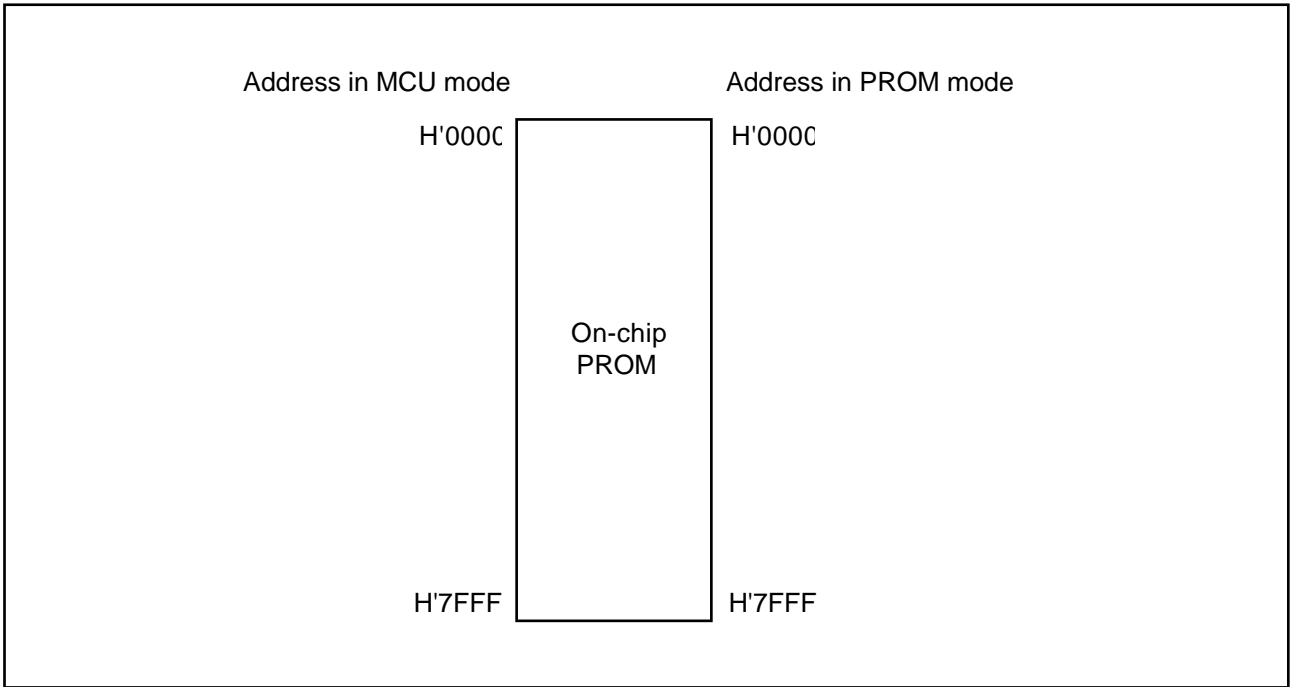 Address in MCU mode
Address in PROM mode
H'0000
H'0000
On-chip
PROM
H'7FFF
H'7FFF